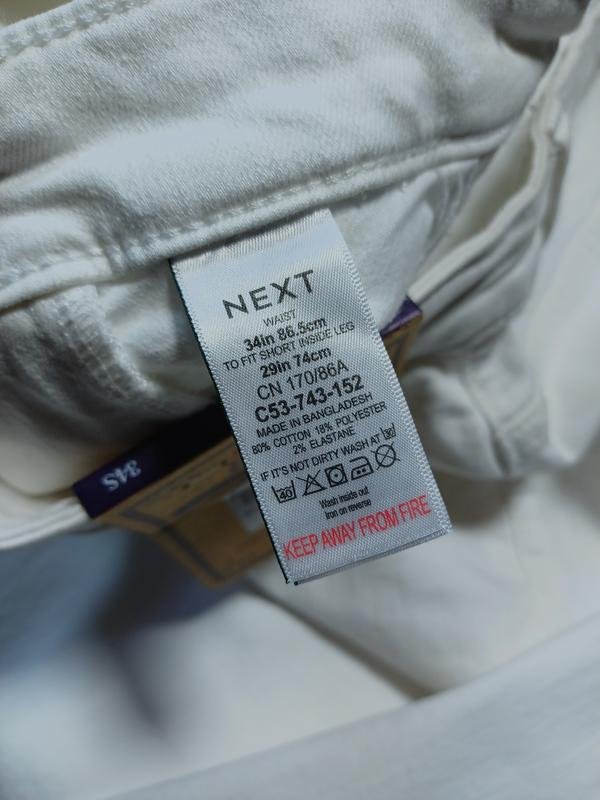 NEXT
WAIST
34in 86.5cm
TO FIT SHORT INSIDE LEG
29in 74cm
CN 170/86A
C53-743-152
MADE IN BANGLADESH
80% COTTON 18% POLYESTER
2% ELASTANE
IF IT'S NOT DIRTY WASH AT
40
Wash inside out
Iron on reverse
KEEP AWAY FROM FIRE
34S